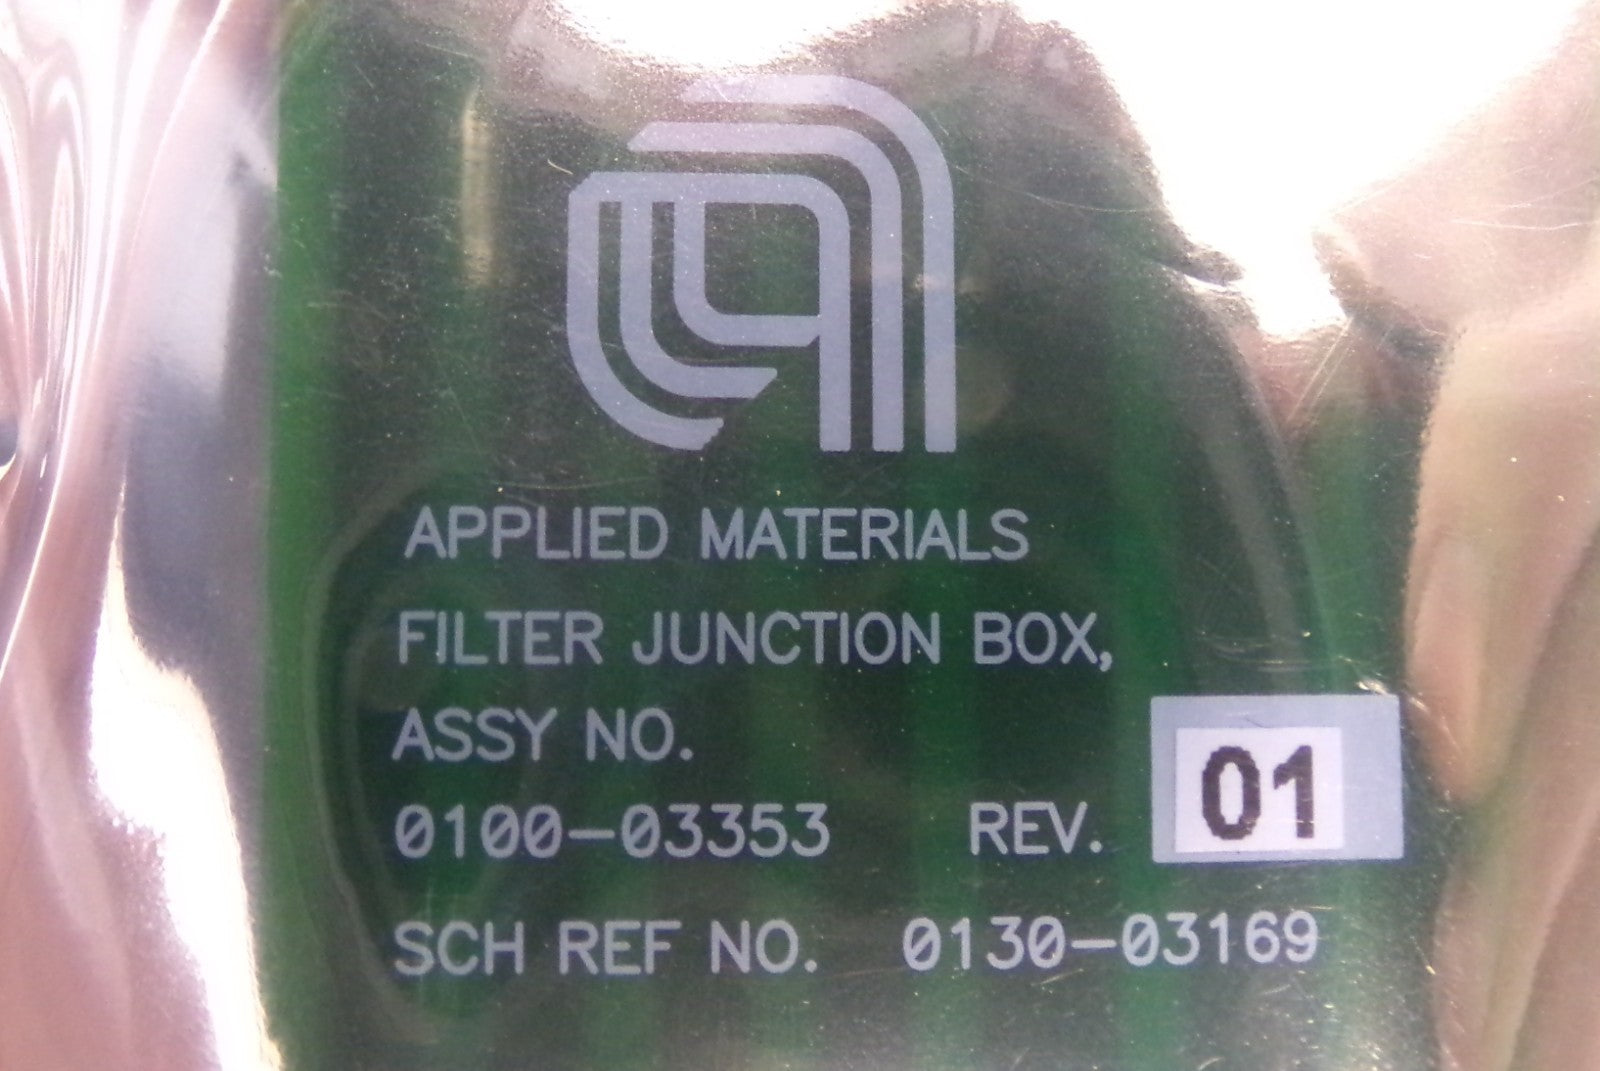 APPLIED MATERIALS
FILTER JUNCTION BOX,
ASSY NO.
0100-03353 REV. 01
SCH REF NO. 0130-03169